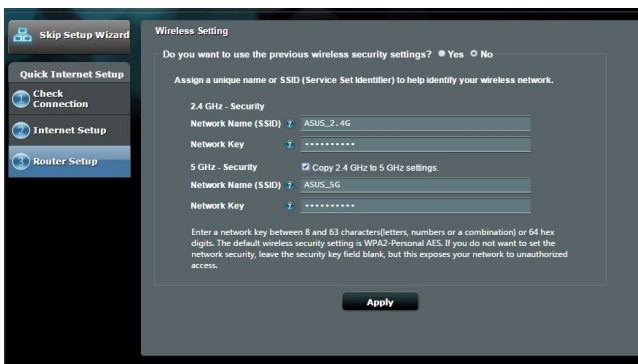 Skip Setup Wizard
Quick Internet Setup
1 Check
Connection
2 Internet Setup
3 Router Setup
Wireless Setting
Do you want to use the previous wireless security settings? Yes No
Assign a unique name or SSID (Service Set Identifier) to help identify your wireless network.
2.4 GHz - Security
Network Name (SSID) ? ASUS_2.4G
Network Key ? ••••••••••
5 GHz - Security Copy 2.4 GHz to 5 GHz settings.
Network Name (SSID) ? ASUS_5G
Network Key ? ••••••••••
Enter a network key between 8 and 63 characters(letters, numbers or a combination) or 64 hex
digits. The default wireless security setting is WPA2-Personal AES. If you do not want to set the
network security, leave the security key field blank, but this exposes your network to unauthorized
access.
Apply